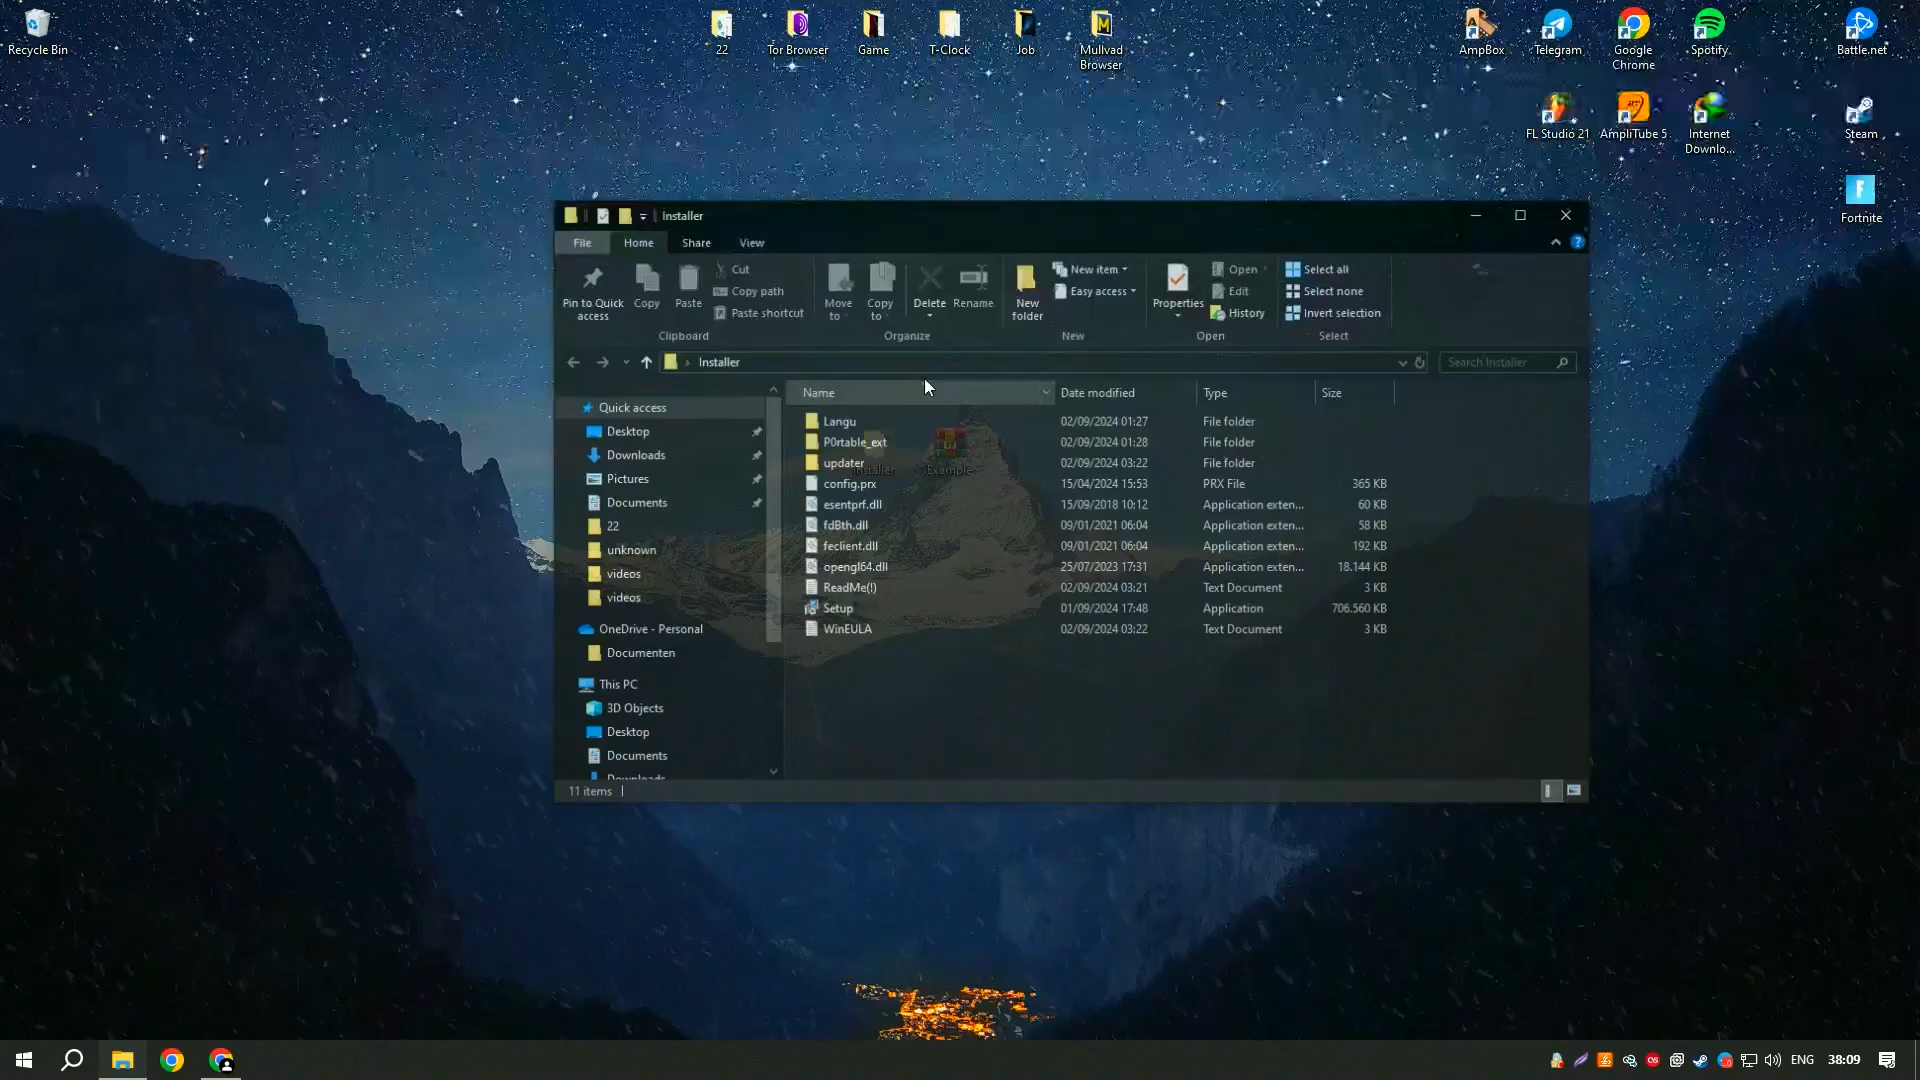 Recycle Bin
22
Tor Browser
Game
T-Clock
Job
Mullvad
Browser
AmpBox
Telegram
Google
Chrome
Spotify
Battle.net
FL Studio 21
AmpliTube 5
Internet
Downlo...
Steam
Fortnite
Installer
File
Home
Share
View
Pin to Quick
access
Copy
Paste
Cut
Copy path
Paste shortcut
Clipboard
Move
to
Copy
to
Delete
Rename
Organize
New
folder
New item
Easy access
New
Properties
Open
Edit
History
Open
Select all
Select none
Invert selection
Select
Installer
Search Installer
Quick access
Desktop
Downloads
Pictures
Documents
22
unknown
videos
videos
OneDrive - Personal
Documenten
This PC
3D Objects
Desktop
Documents
Downloads
Name Date modified Type Size
Langu 02/09/2024 01:27 File folder
P0rtable_ext 02/09/2024 01:28 File folder
updater 02/09/2024 03:22 File folder
config.prx 15/04/2024 15:53 PRX File 365 KB
esentprf.dll 15/09/2018 10:12 Application exten... 60 KB
fdBth.dll 09/01/2021 06:04 Application exten... 58 KB
feclient.dll 09/01/2021 06:04 Application exten... 192 KB
opengl64.dll 25/07/2023 17:31 Application exten... 18.144 KB
ReadMe(!) 02/09/2024 03:21 Text Document 3 KB
Setup 01/09/2024 17:48 Application 706.560 KB
WinEULA 02/09/2024 03:22 Text Document 3 KB
Installer
Example
11 items
ENG
38:09